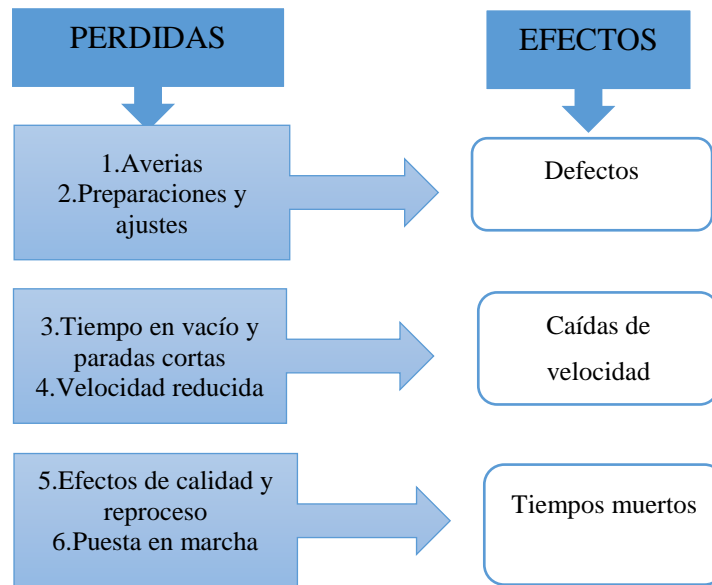 PERDIDAS
EFECTOS
1.Averias
2.Preparaciones y
ajustes
Defectos
3.Tiempo en vacío y
paradas cortas
4.Velocidad reducida
Caídas de
velocidad
5.Efectos de calidad y
reproceso
6.Puesta en marcha
Tiempos muertos